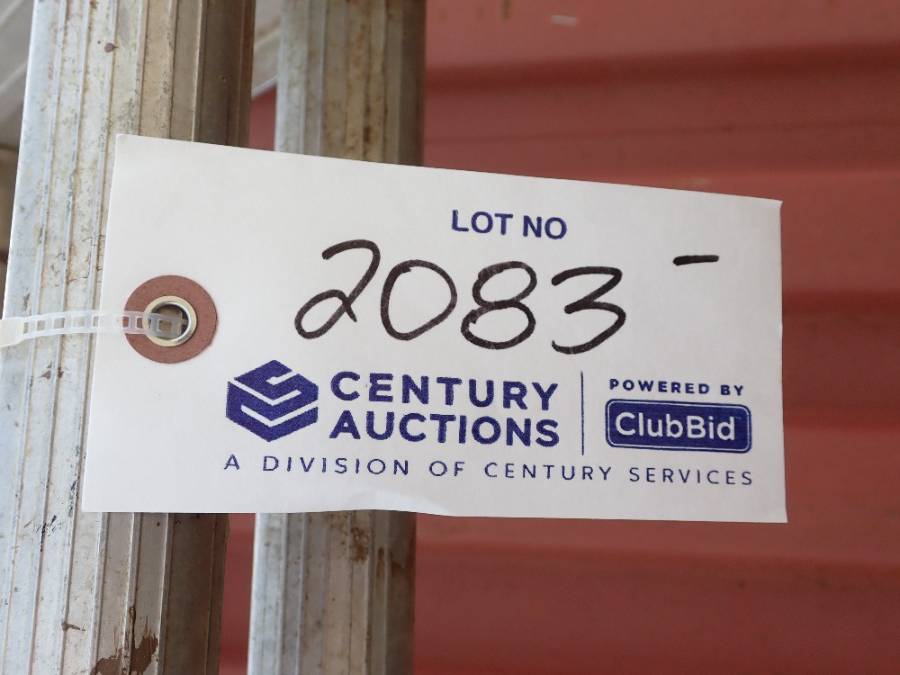 LOT NO
2083 -
CENTURY
AUCTIONS
POWERED BY
ClubBid
A DIVISION OF CENTURY SERVICES